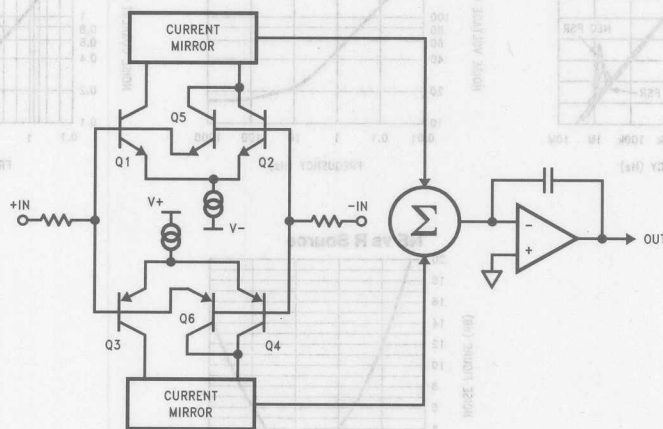 CURRENT
MIRROR
Q5
Q1
Q2
+IN
V+
V-
-IN
Σ
-
+
OUT
Q6
Q3
Q4
CURRENT
MIRROR